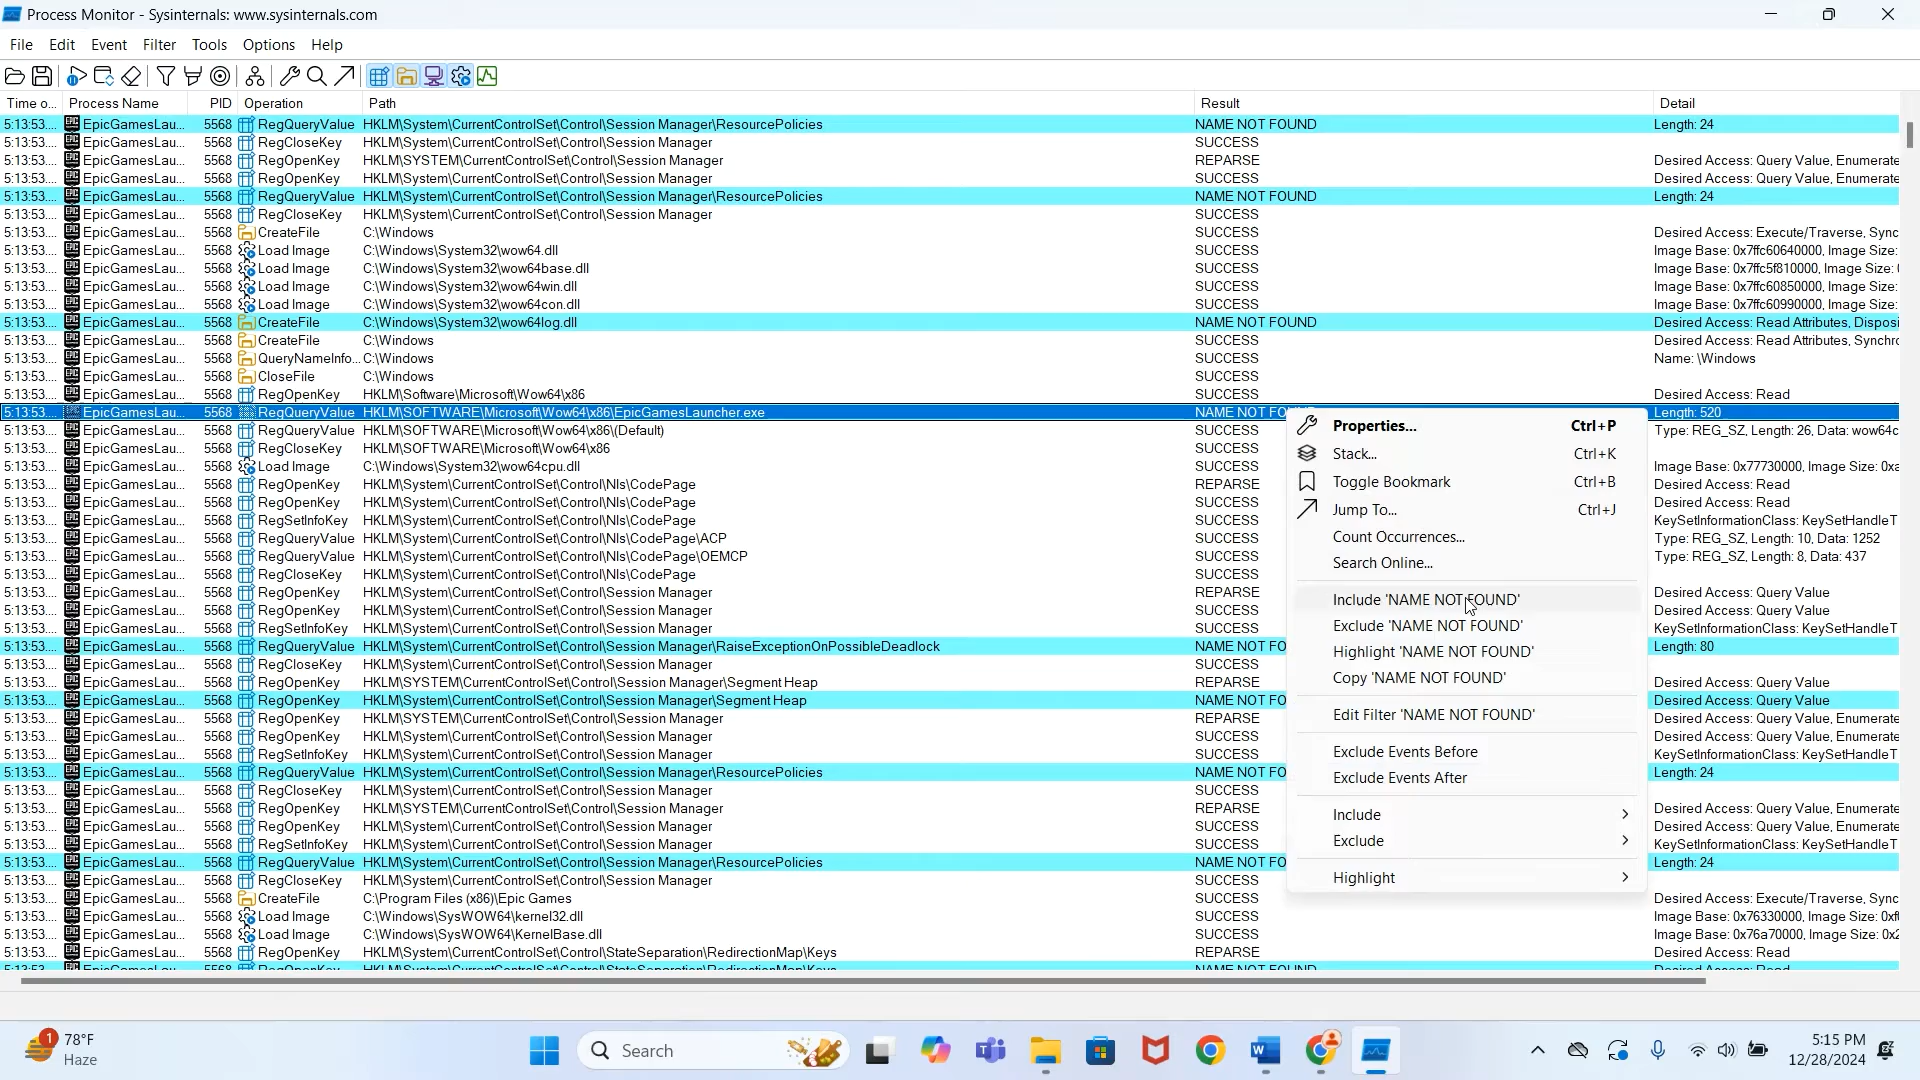 Process Monitor - Sysinternals: www.sysinternals.com
File Edit Event Filter Tools Options Help
Time o... Process Name PID Operation Path Result Detail
5:13:53.... EpicGamesLau... 5568 RegQueryValue HKLM\System\CurrentControlSet\Control\Session Manager\ResourcePolicies NAME NOT FOUND Length: 24
5:13:53.... EpicGamesLau... 5568 RegCloseKey HKLM\System\CurrentControlSet\Control\Session Manager SUCCESS
5:13:53.... EpicGamesLau... 5568 RegOpenKey HKLM\SYSTEM\CurrentControlSet\Control\Session Manager REPARSE Desired Access: Query Value, Enumerate
5:13:53.... EpicGamesLau... 5568 RegOpenKey HKLM\System\CurrentControlSet\Control\Session Manager SUCCESS Desired Access: Query Value, Enumerate
5:13:53.... EpicGamesLau... 5568 RegQueryValue HKLM\System\CurrentControlSet\Control\Session Manager\ResourcePolicies NAME NOT FOUND Length: 24
5:13:53.... EpicGamesLau... 5568 RegCloseKey HKLM\System\CurrentControlSet\Control\Session Manager SUCCESS
5:13:53.... EpicGamesLau... 5568 CreateFile C:\Windows SUCCESS Desired Access: Execute/Traverse, Sync
5:13:53.... EpicGamesLau... 5568 Load Image C:\Windows\System32\wow64.dll SUCCESS Image Base: 0x7ffc60640000, Image Size:
5:13:53.... EpicGamesLau... 5568 Load Image C:\Windows\System32\wow64base.dll SUCCESS Image Base: 0x7ffc5f810000, Image Size:
5:13:53.... EpicGamesLau... 5568 Load Image C:\Windows\System32\wow64win.dll SUCCESS Image Base: 0x7ffc60850000, Image Size:
5:13:53.... EpicGamesLau... 5568 Load Image C:\Windows\System32\wow64con.dll SUCCESS Image Base: 0x7ffc60990000, Image Size:
5:13:53.... EpicGamesLau... 5568 CreateFile C:\Windows\System32\wow64log.dll NAME NOT FOUND Desired Access: Read Attributes, Disposi
5:13:53.... EpicGamesLau... 5568 CreateFile C:\Windows SUCCESS Desired Access: Read Attributes, Synchro
5:13:53.... EpicGamesLau... 5568 QueryNameInfo... C:\Windows SUCCESS Name: \Windows
5:13:53.... EpicGamesLau... 5568 CloseFile C:\Windows SUCCESS
5:13:53.... EpicGamesLau... 5568 RegOpenKey HKLM\Software\Microsoft\Wow64\x86 SUCCESS Desired Access: Read
5:13:53.... EpicGamesLau... 5568 RegQueryValue HKLM\SOFTWARE\Microsoft\Wow64\x86\EpicGamesLauncher.exe NAME NOT FOUND Length: 520
5:13:53.... EpicGamesLau... 5568 RegQueryValue HKLM\SOFTWARE\Microsoft\Wow64\x86\(Default) SUCCESS Type: REG_SZ, Length: 26, Data: wow64c
5:13:53.... EpicGamesLau... 5568 RegCloseKey HKLM\SOFTWARE\Microsoft\Wow64\x86 SUCCESS
5:13:53.... EpicGamesLau... 5568 Load Image C:\Windows\System32\wow64cpu.dll SUCCESS Image Base: 0x77730000, Image Size: 0xa
5:13:53.... EpicGamesLau... 5568 RegOpenKey HKLM\System\CurrentControlSet\Control\Nls\CodePage REPARSE Desired Access: Read
5:13:53.... EpicGamesLau... 5568 RegOpenKey HKLM\System\CurrentControlSet\Control\Nls\CodePage SUCCESS Desired Access: Read
5:13:53.... EpicGamesLau... 5568 RegSetInfoKey HKLM\System\CurrentControlSet\Control\Nls\CodePage SUCCESS KeySetInformationClass: KeySetHandleT
5:13:53.... EpicGamesLau... 5568 RegQueryValue HKLM\System\CurrentControlSet\Control\Nls\CodePage\ACP SUCCESS Type: REG_SZ, Length: 10, Data: 1252
5:13:53.... EpicGamesLau... 5568 RegQueryValue HKLM\System\CurrentControlSet\Control\Nls\CodePage\OEMCP SUCCESS Type: REG_SZ, Length: 8, Data: 437
5:13:53.... EpicGamesLau... 5568 RegCloseKey HKLM\System\CurrentControlSet\Control\Nls\CodePage SUCCESS
5:13:53.... EpicGamesLau... 5568 RegOpenKey HKLM\System\CurrentControlSet\Control\Session Manager REPARSE Desired Access: Query Value
5:13:53.... EpicGamesLau... 5568 RegOpenKey HKLM\System\CurrentControlSet\Control\Session Manager SUCCESS Desired Access: Query Value
5:13:53.... EpicGamesLau... 5568 RegSetInfoKey HKLM\System\CurrentControlSet\Control\Session Manager SUCCESS KeySetInformationClass: KeySetHandleT
5:13:53.... EpicGamesLau... 5568 RegQueryValue HKLM\System\CurrentControlSet\Control\Session Manager\RaiseExceptionOnPossibleDeadlock NAME NOT FO Length: 80
5:13:53.... EpicGamesLau... 5568 RegCloseKey HKLM\System\CurrentControlSet\Control\Session Manager SUCCESS
5:13:53.... EpicGamesLau... 5568 RegOpenKey HKLM\SYSTEM\CurrentControlSet\Control\Session Manager\Segment Heap REPARSE Desired Access: Query Value
5:13:53.... EpicGamesLau... 5568 RegOpenKey HKLM\System\CurrentControlSet\Control\Session Manager\Segment Heap NAME NOT FO Desired Access: Query Value
5:13:53.... EpicGamesLau... 5568 RegOpenKey HKLM\SYSTEM\CurrentControlSet\Control\Session Manager REPARSE Desired Access: Query Value, Enumerate
5:13:53.... EpicGamesLau... 5568 RegOpenKey HKLM\System\CurrentControlSet\Control\Session Manager SUCCESS Desired Access: Query Value, Enumerate
5:13:53.... EpicGamesLau... 5568 RegSetInfoKey HKLM\System\CurrentControlSet\Control\Session Manager SUCCESS KeySetInformationClass: KeySetHandleT
5:13:53.... EpicGamesLau... 5568 RegQueryValue HKLM\System\CurrentControlSet\Control\Session Manager\ResourcePolicies NAME NOT FO Length: 24
5:13:53.... EpicGamesLau... 5568 RegCloseKey HKLM\System\CurrentControlSet\Control\Session Manager SUCCESS
5:13:53.... EpicGamesLau... 5568 RegOpenKey HKLM\SYSTEM\CurrentControlSet\Control\Session Manager REPARSE Desired Access: Query Value, Enumerate
5:13:53.... EpicGamesLau... 5568 RegOpenKey HKLM\System\CurrentControlSet\Control\Session Manager SUCCESS Desired Access: Query Value, Enumerate
5:13:53.... EpicGamesLau... 5568 RegSetInfoKey HKLM\System\CurrentControlSet\Control\Session Manager SUCCESS KeySetInformationClass: KeySetHandleT
5:13:53.... EpicGamesLau... 5568 RegQueryValue HKLM\System\CurrentControlSet\Control\Session Manager\ResourcePolicies NAME NOT FO Length: 24
5:13:53.... EpicGamesLau... 5568 RegCloseKey HKLM\System\CurrentControlSet\Control\Session Manager SUCCESS
5:13:53.... EpicGamesLau... 5568 CreateFile C:\Program Files (x86)\Epic Games SUCCESS Desired Access: Execute/Traverse, Sync
5:13:53.... EpicGamesLau... 5568 Load Image C:\Windows\SysWOW64\kernel32.dll SUCCESS Image Base: 0x76330000, Image Size: 0xf
5:13:53.... EpicGamesLau... 5568 Load Image C:\Windows\SysWOW64\KernelBase.dll SUCCESS Image Base: 0x76a70000, Image Size: 0x2
5:13:53.... EpicGamesLau... 5568 RegOpenKey HKLM\System\CurrentControlSet\Control\StateSeparation\RedirectionMap\Keys REPARSE Desired Access: Read
5:13:53.... EpicGamesLau... 5568 RegOpenKey HKLM\System\CurrentControlSet\Control\StateSeparation\RedirectionMap\Keys NAME NOT FOUND Desired Access: Read
Properties... Ctrl+P
Stack... Ctrl+K
Toggle Bookmark Ctrl+B
Jump To... Ctrl+J
Count Occurrences...
Search Online...
Include 'NAME NOT FOUND'
Exclude 'NAME NOT FOUND'
Highlight 'NAME NOT FOUND'
Copy 'NAME NOT FOUND'
Edit Filter 'NAME NOT FOUND'
Exclude Events Before
Exclude Events After
Include
Exclude
Highlight
1
78°F
Haze
Search
5:15 PM
12/28/2024